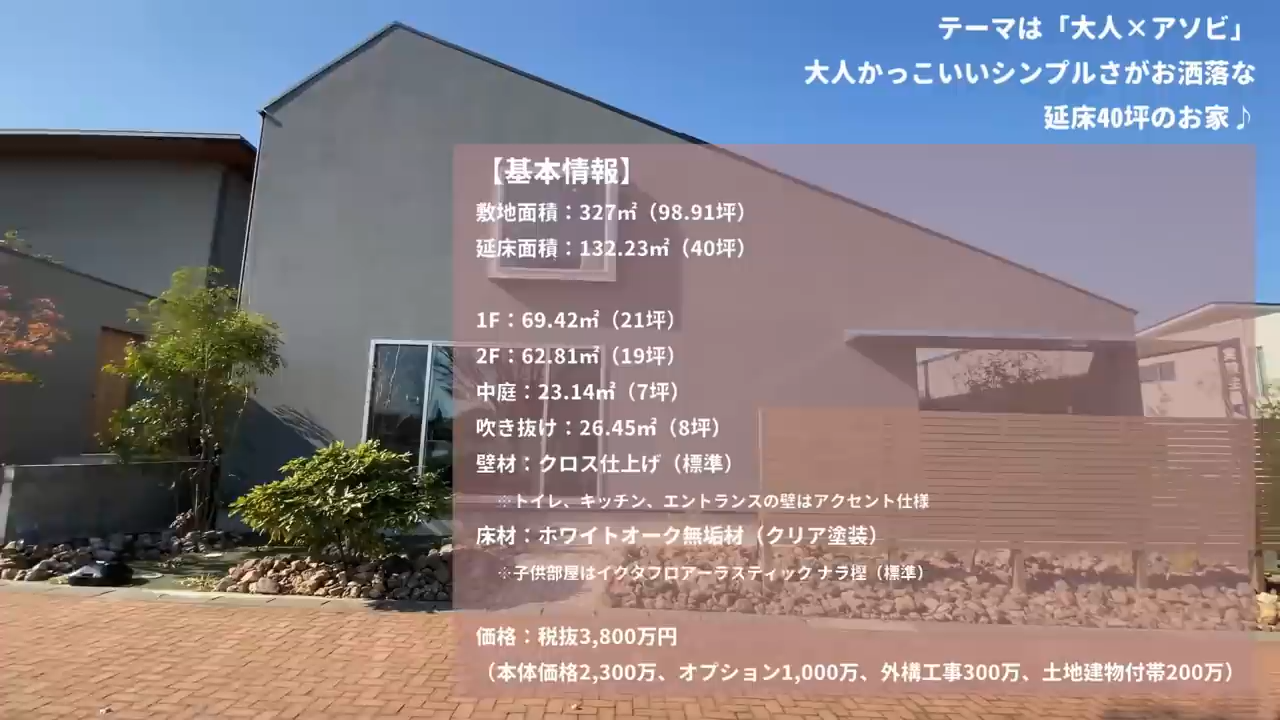 テーマは「大人×アソビ」
大人かっこいいシンプルさがお洒落な
延床40坪のお家♪
【基本情報】
敷地面積：327㎡（98.91坪）
延床面積：132.23㎡（40坪）
1F：69.42㎡（21坪）
2F：62.81㎡（19坪）
中庭：23.14㎡（7坪）
吹き抜け：26.45㎡（8坪）
壁材：クロス仕上げ（標準）
※トイレ、キッチン、エントランスの壁はアクセント仕様
床材：ホワイトオーク無垢材（クリア塗装）
※子供部屋はイクタフロアーラスティック ナラ樫（標準）
価格：税抜3,800万円
（本体価格2,300万、オプション1,000万、外構工事300万、土地建物付帯200万）